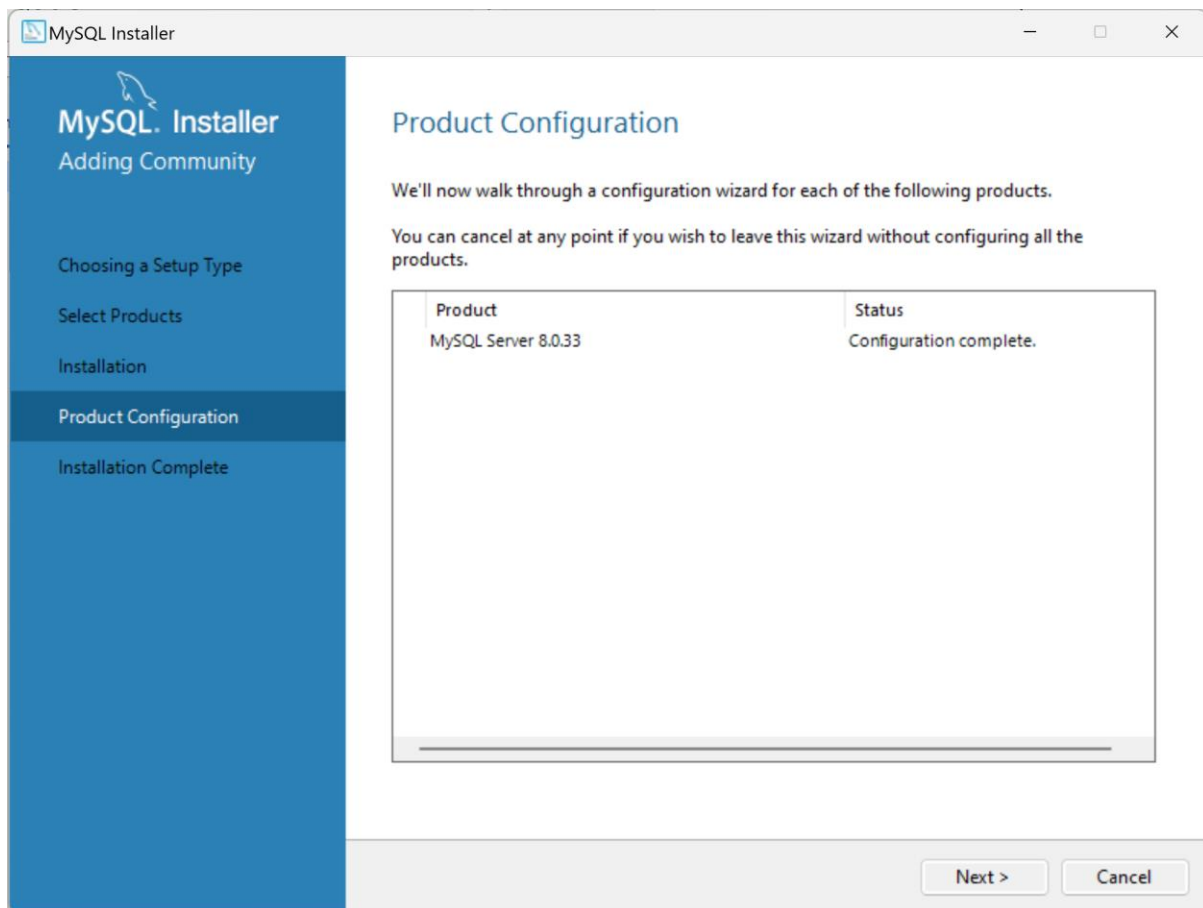 MySQL Installer
MySQL. Installer
Adding Community
Choosing a Setup Type
Select Products
Installation
Product Configuration
Installation Complete
Product Configuration
We'll now walk through a configuration wizard for each of the following products.
You can cancel at any point if you wish to leave this wizard without configuring all the
products.
Product Status
MySQL Server 8.0.33 Configuration complete.
Next > Cancel